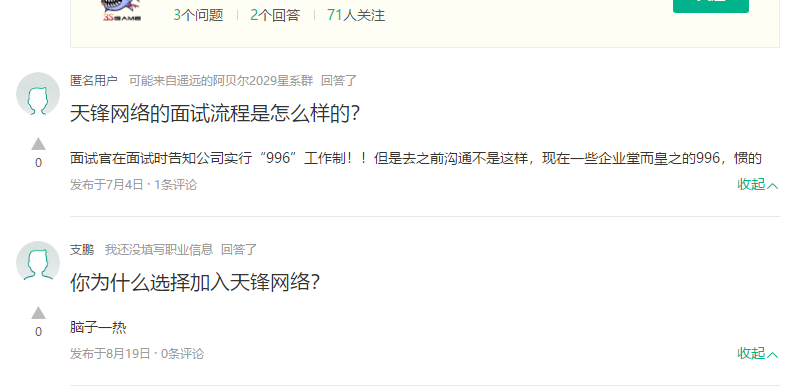 3SGAME
3个问题 2个回答 71人关注
匿名用户 可能来自遥远的阿贝尔2029星系群 回答了
天锋网络的面试流程是怎么样的？
0
面试官在面试时告知公司实行“996”工作制！！但是去之前沟通不是这样，现在一些企业堂而皇之的996，惯的
发布于7月4日 · 1条评论
收起
支鹏 我还没填写职业信息 回答了
你为什么选择加入天锋网络？
0
脑子一热
发布于8月19日 · 0条评论
收起